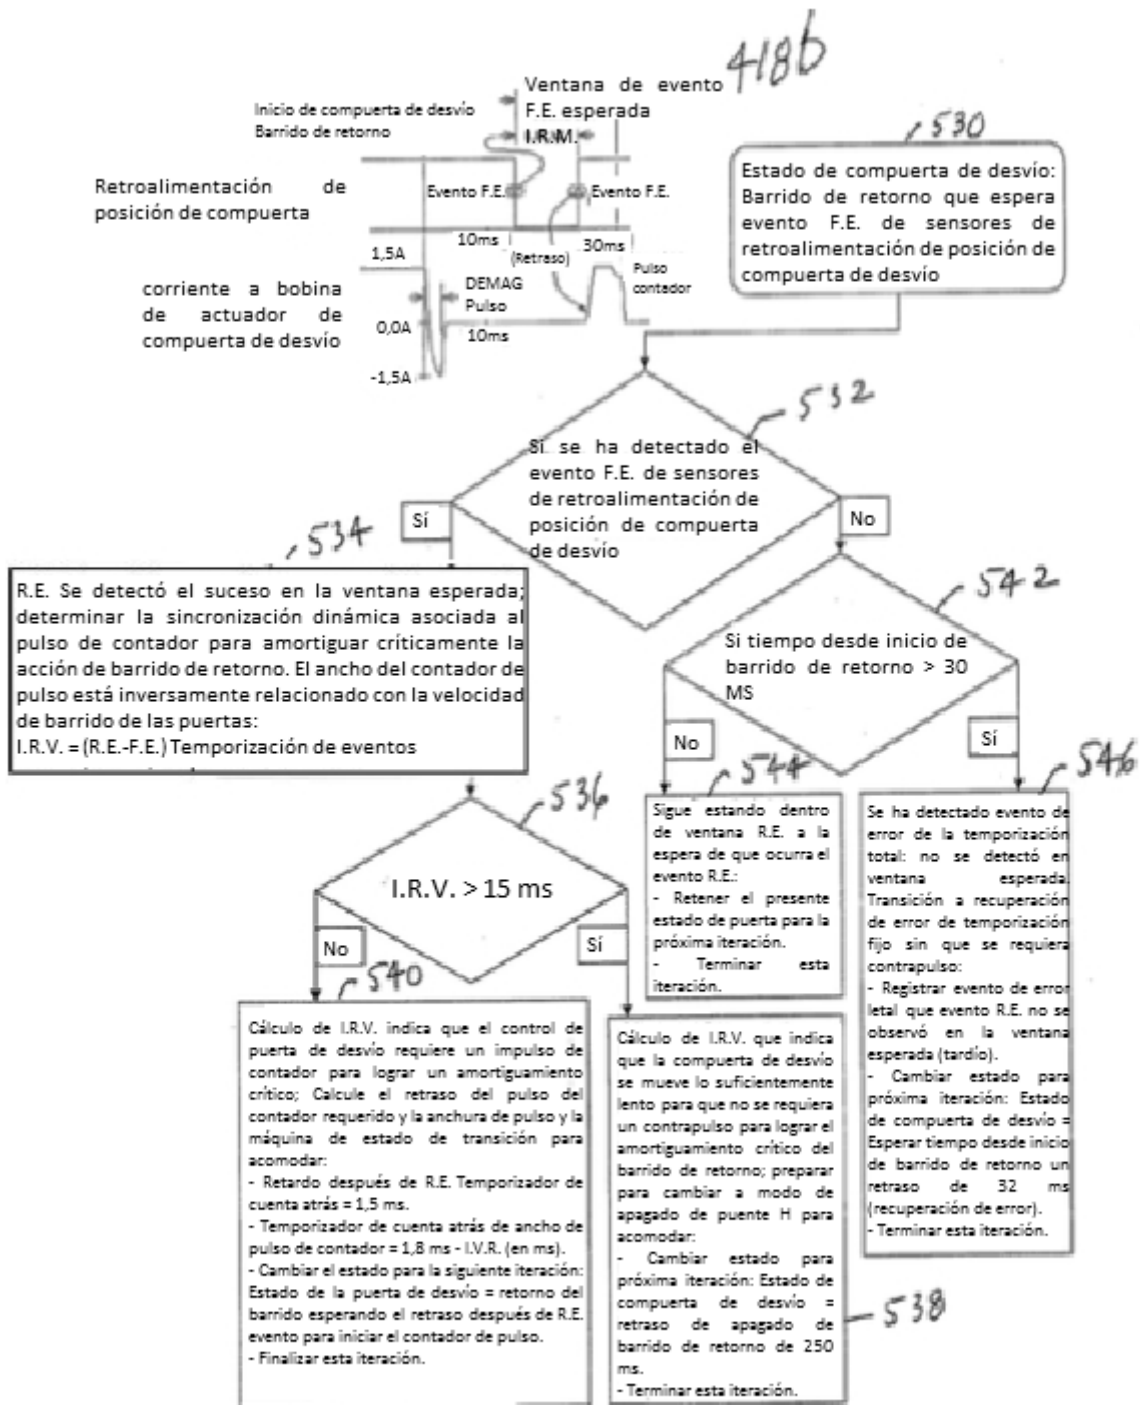 418b
Ventana de evento
F.E. esperada
I.R.M.
Inicio de compuerta de desvío
Barrido de retorno
Retroalimentación de
posición de compuerta
Evento F.E.
Evento F.E.
10ms
(Retraso)
30ms
1,5A
corriente a bobina
de actuador de
compuerta de desvío
DEMAG
Pulso
Pulso
contador
0,0A
10ms
-1,5A
530
Estado de compuerta de desvío:
Barrido de retorno que espera
evento F.E. de sensores de
retroalimentación de posición de
compuerta de desvío
532
Si se ha detectado el
evento F.E. de sensores
de retroalimentación de
posición de compuerta
de desvío
Sí
No
534
R.E. Se detectó el suceso en la ventana esperada;
determinar la sincronización dinámica asociada al
pulso de contador para amortiguar críticamente la
acción de barrido de retorno. El ancho del contador de
pulso está inversamente relacionado con la velocidad
de barrido de las puertas:
I.R.V. = (R.E.-F.E.) Temporización de eventos
542
Si tiempo desde inicio de
barrido de retorno > 30
MS
No
Sí
536
I.R.V. > 15 ms
No
Sí
544
Sigue estando dentro
de ventana R.E. a la
espera de que ocurra el
evento R.E.:
- Retener el presente
estado de puerta para la
próxima iteración.
- Terminar esta
iteración.
546
Se ha detectado evento de
error de la temporización
total: no se detectó en
ventana esperada.
Transición a recuperación
de error de temporización
fijo sin que se requiera
contrapulso:
- Registrar evento de error
letal que evento R.E. no se
observó en la ventana
esperada (tardío).
- Cambiar estado para
próxima iteración: Estado
de compuerta de desvío =
Esperar tiempo desde inicio
de barrido de retorno un
retraso de 32 ms
(recuperación de error).
- Terminar esta iteración.
540
Cálculo de I.R.V. indica que el control de
puerta de desvío requiere un impulso de
contador para lograr un amortiguamiento
crítico; Calcule el retraso del pulso del
contador requerido y la anchura de pulso y la
máquina de estado de transición para
acomodar:
- Retardo después de R.E. Temporizador de
cuenta atrás = 1,5 ms.
- Temporizador de cuenta atrás de ancho de
pulso de contador = 1,8 ms - I.V.R. (en ms).
- Cambiar el estado para la siguiente iteración:
Estado de la puerta de desvío = retorno del
barrido esperando el retraso después de R.E.
evento para iniciar el contador de pulso.
- Finalizar esta iteración.
538
Cálculo de I.R.V. que indica
que la compuerta de desvío
se mueve lo suficientemente
lento para que no se requiera
un contrapulso para lograr el
amortiguamiento crítico del
barrido de retorno; preparar
para cambiar a modo de
apagado de puente H para
acomodar:
- Cambiar estado para
próxima iteración: Estado de
compuerta de desvío =
retraso de apagado de
barrido de retorno de 250
ms.
- Terminar esta iteración.